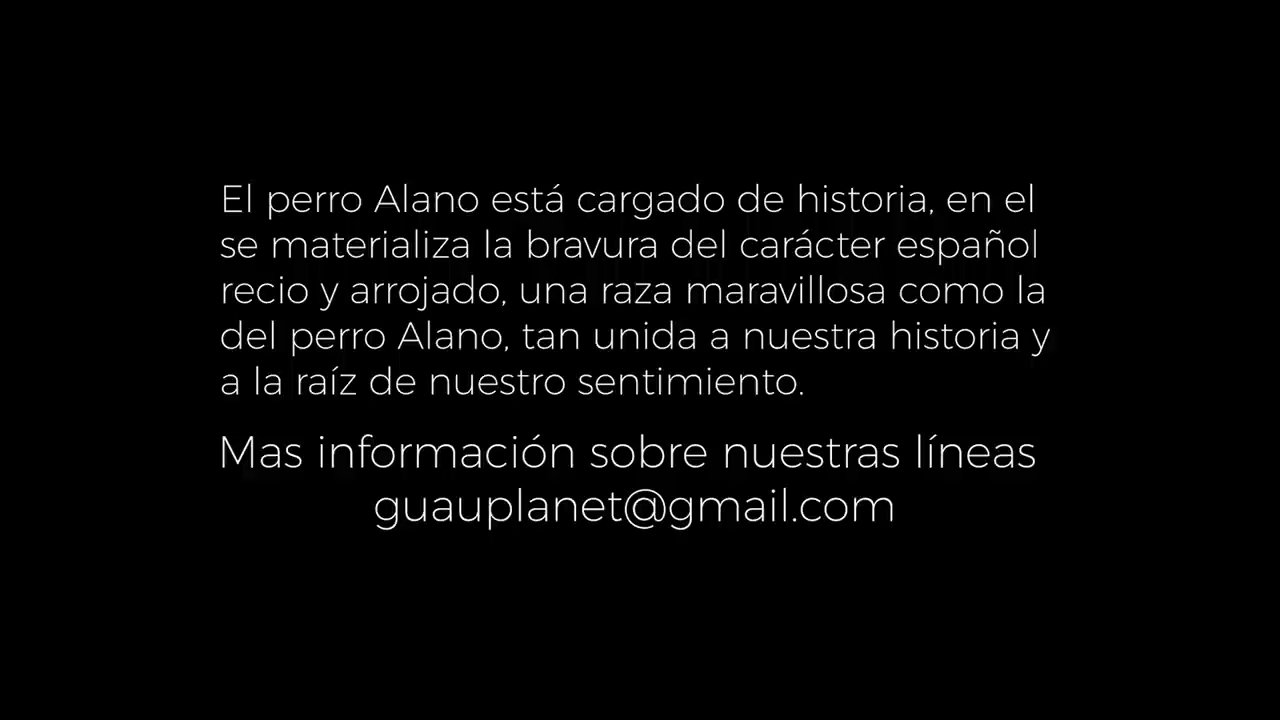 El perro Alano está cargado de historia, en el
se materializa la bravura del carácter español
recio y arrojado, una raza maravillosa como la
del perro Alano, tan unida a nuestra historia y
a la raíz de nuestro sentimiento.
Mas información sobre nuestras líneas
guauplanet@gmail.com